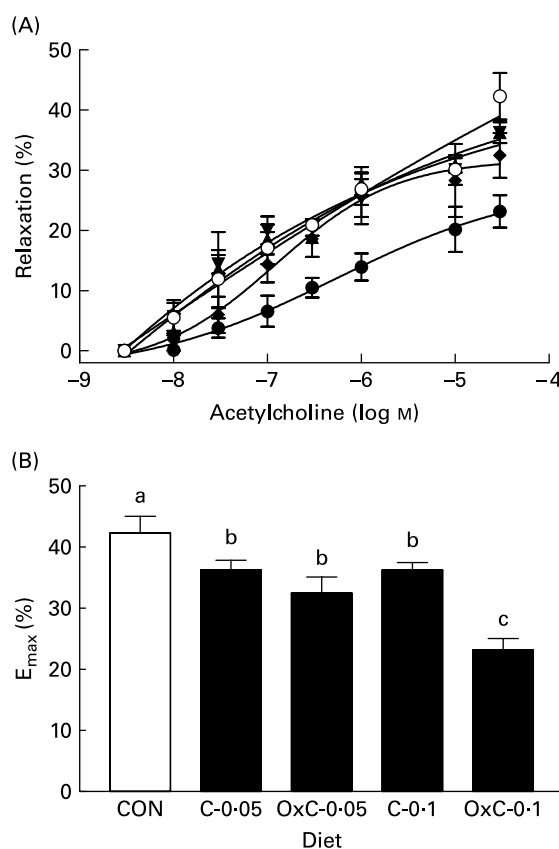 (A)
50
40
30
20
10
0
Relaxation (%)
–9 –8 –7 –6 –5 –4
Acetylcholine (log M)
(B)
50
40
30
20
10
0
Emax (%)
a b b b c
CON C-0·05 OxC-0·05 C-0·1 OxC-0·1
Diet